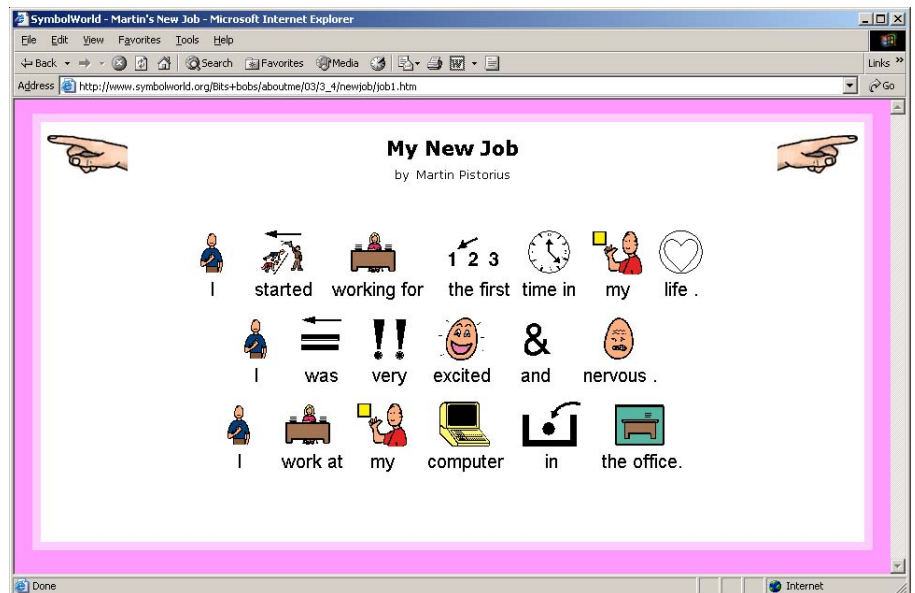 SymbolWorld - Martin's New Job - Microsoft Internet Explorer
File Edit View Favorites Tools Help
Back Search Favorites Media Links »
Address http://www.symbolworld.org/Bits+bobs/aboutme/03/3_4/newjob/job1.htm Go
My New Job
by Martin Pistorius
1 2 3
I started working for the first time in my life .
!! &
I was very excited and nervous .
I work at my computer in the office.
Done Internet